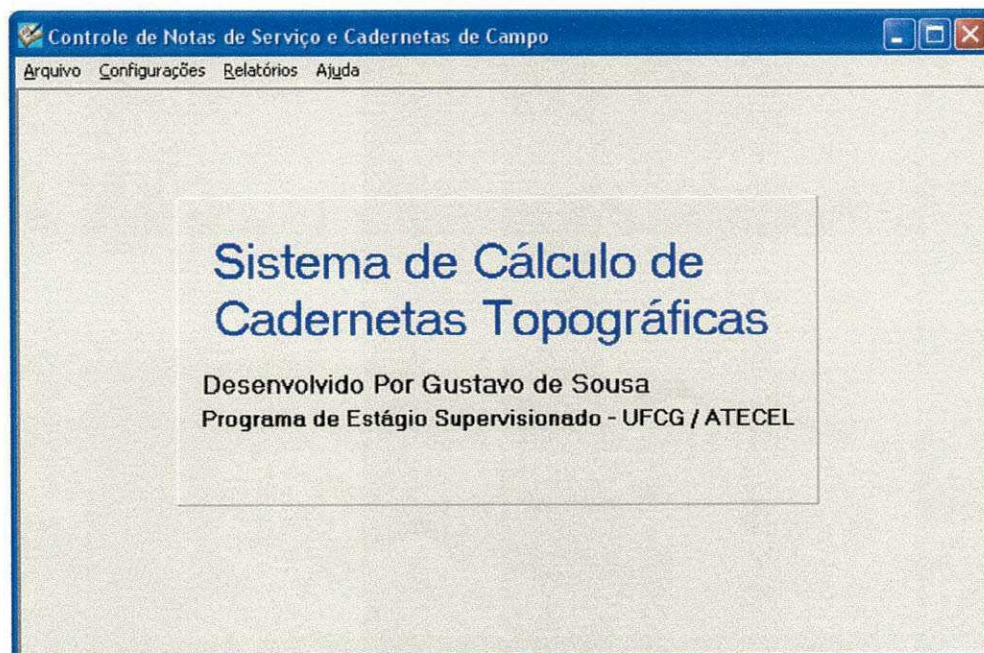 Controle de Notas de Serviço e Cadernetas de Campo
Arquivo Configurações Relatórios Ajuda
Sistema de Cálculo de
Cadernetas Topográficas
Desenvolvido Por Gustavo de Sousa
Programa de Estágio Supervisionado - UFCG / ATECEL